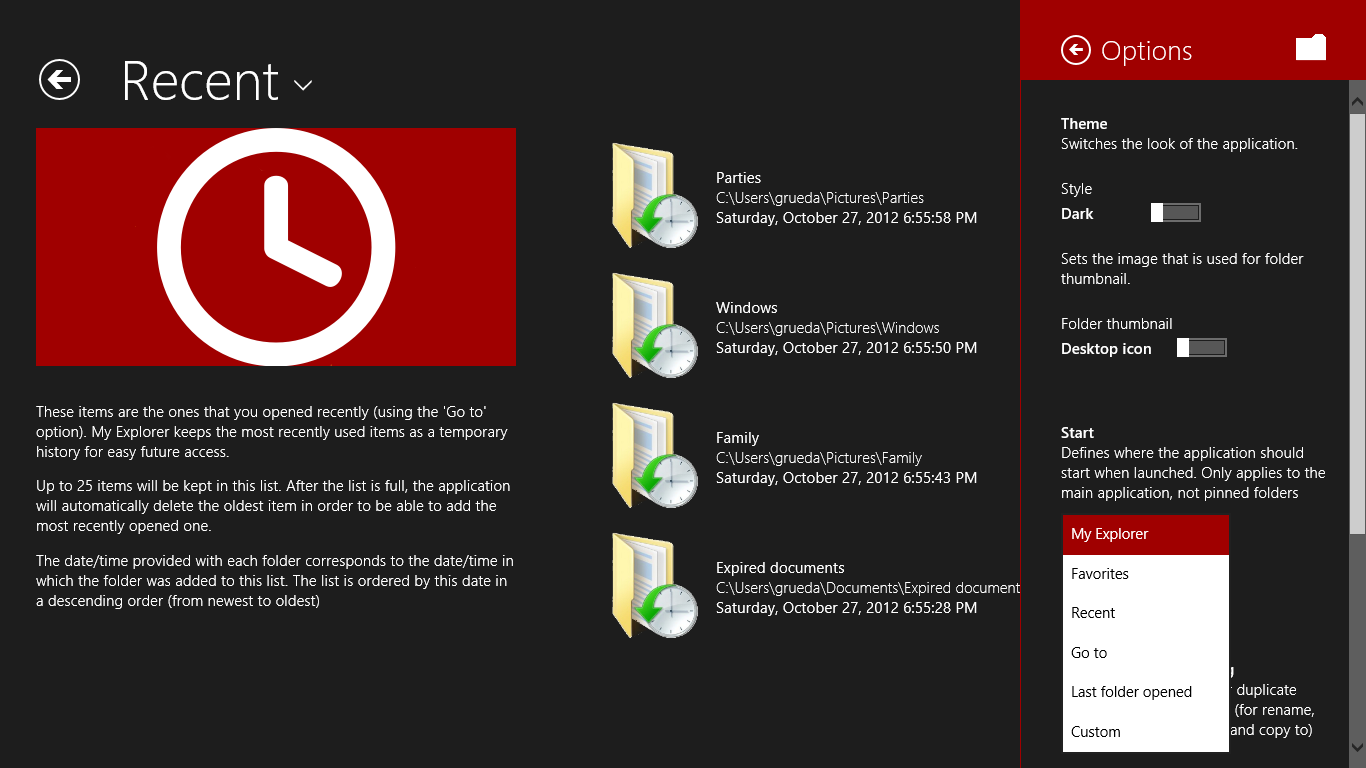 Recent
These items are the ones that you opened recently (using the 'Go to'
option). My Explorer keeps the most recently used items as a temporary
history for easy future access.
Up to 25 items will be kept in this list. After the list is full, the application
will automatically delete the oldest item in order to be able to add the
most recently opened one.
The date/time provided with each folder corresponds to the date/time in
which the folder was added to this list. The list is ordered by this date in
a descending order (from newest to oldest)
Parties
C:\Users\grueda\Pictures\Parties
Saturday, October 27, 2012 6:55:58 PM
Windows
C:\Users\grueda\Pictures\Windows
Saturday, October 27, 2012 6:55:50 PM
Family
C:\Users\grueda\Pictures\Family
Saturday, October 27, 2012 6:55:43 PM
Expired documents
C:\Users\grueda\Documents\Expired document
Saturday, October 27, 2012 6:55:28 PM
Options
Theme
Switches the look of the application.
Style
Dark
Sets the image that is used for folder
thumbnail.
Folder thumbnail
Desktop icon
Start
Defines where the application should
start when launched. Only applies to the
main application, not pinned folders
My Explorer
Favorites
Recent
Go to
Last folder opened
Custom
duplicate
(for rename,
and copy to)